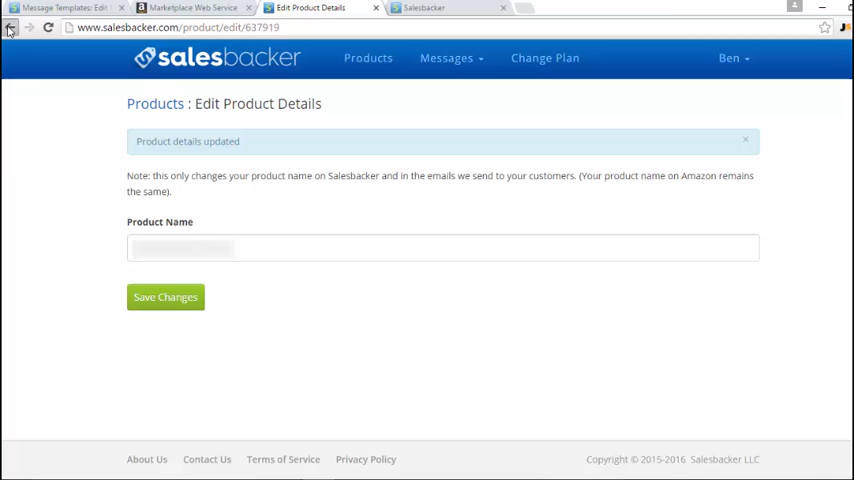 Message Templates: Edit
Marketplace Web Service
Edit Product Details
Salesbacker
www.salesbacker.com/product/edit/637919
salesbacker
Products
Messages
Change Plan
Ben
Products : Edit Product Details
Product details updated
Note: this only changes your product name on Salesbacker and in the emails we send to your customers. (Your product name on Amazon remains
the same).
Product Name
Save Changes
About Us
Contact Us
Terms of Service
Privacy Policy
Copyright © 2015-2016 Salesbacker LLC